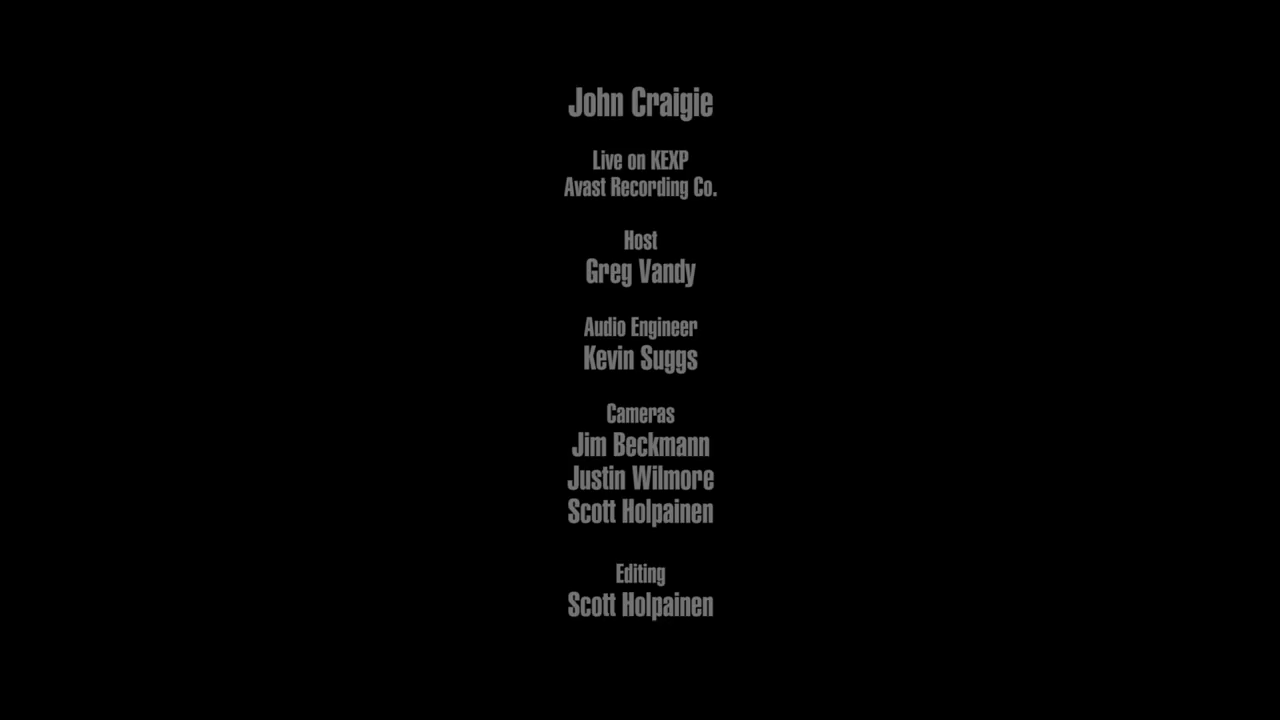 John Craigie
Live on KEXP
Avast Recording Co.
Host
Greg Vandy
Audio Engineer
Kevin Suggs
Cameras
Jim Beckmann
Justin Wilmore
Scott Holpainen
Editing
Scott Holpainen